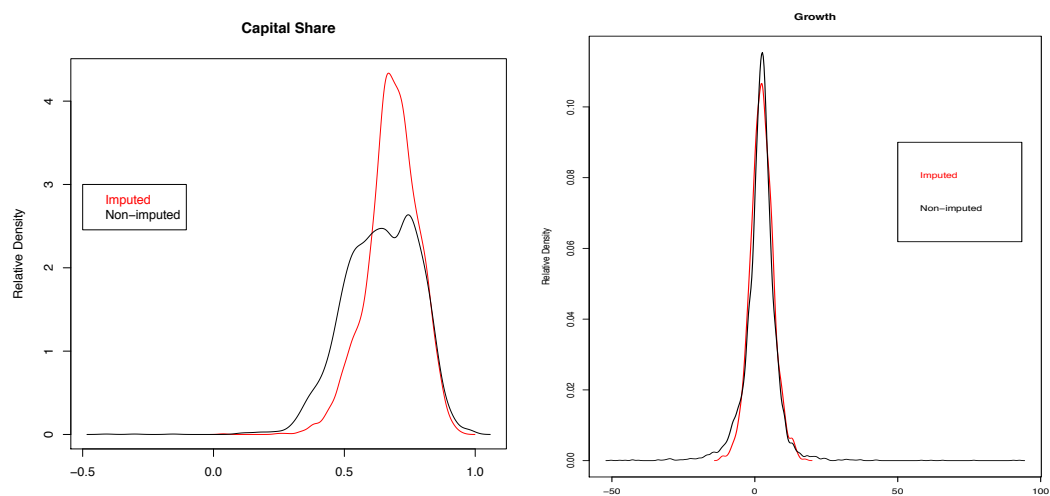 Capital Share
Relative Density
4
3
2
1
0
Imputed
Non-imputed
-0.5
0.0
0.5
1.0
Growth
Relative Density
0.10
0.08
0.06
0.04
0.02
0.00
Imputed
Non-imputed
-50
0
50
100